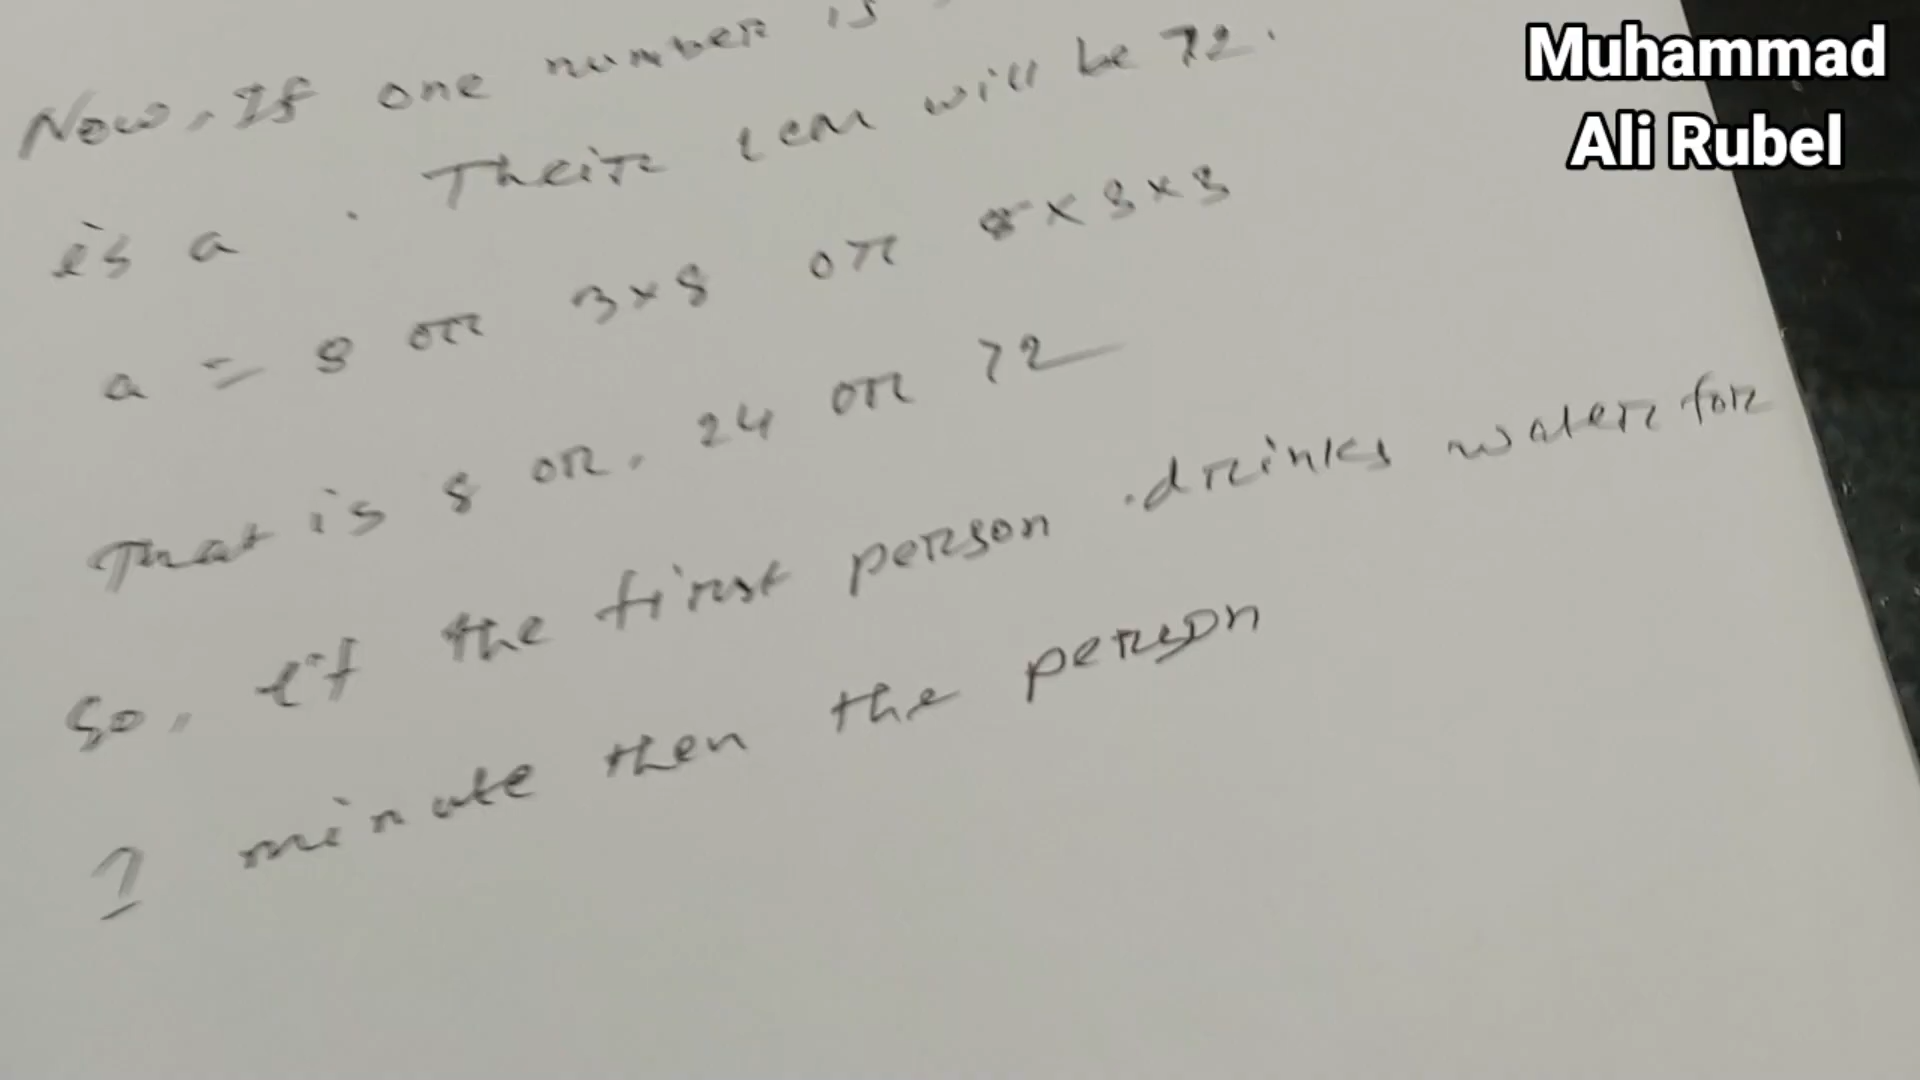 Now, If one number is
is a. Their lcm will be 72.
a = 8 or 3×8 or 8×3×3
That is 8 or, 24 or 72
So, if the first person drinks water for
1 minute then the person
Muhammad
Ali Rubel